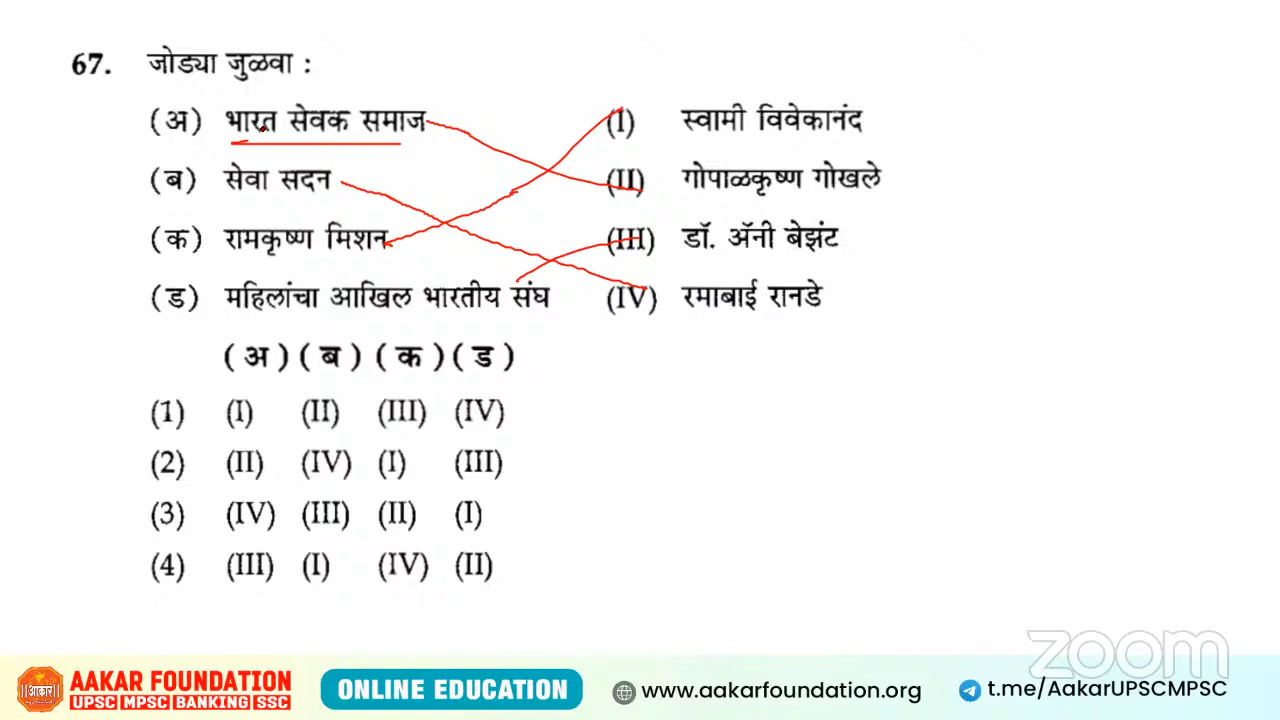 67. जोड्या जुळवा :
(अ) भारत सेवक समाज (I) स्वामी विवेकानंद
(ब) सेवा सदन (II) गोपाळकृष्ण गोखले
(क) रामकृष्ण मिशन (III) डॉ. ॲनी बेझंट
(ड) महिलांचा आखिल भारतीय संघ (IV) रमाबाई रानडे
(अ) (ब) (क) (ड)
(1) (I) (II) (III) (IV)
(2) (II) (IV) (I) (III)
(3) (IV) (III) (II) (I)
(4) (III) (I) (IV) (II)
zoom
॥आकार॥ AAKAR FOUNDATION
UPSC MPSC BANKING SSC
ONLINE EDUCATION
www.aakarfoundation.org
t.me/AakarUPSCMPSC